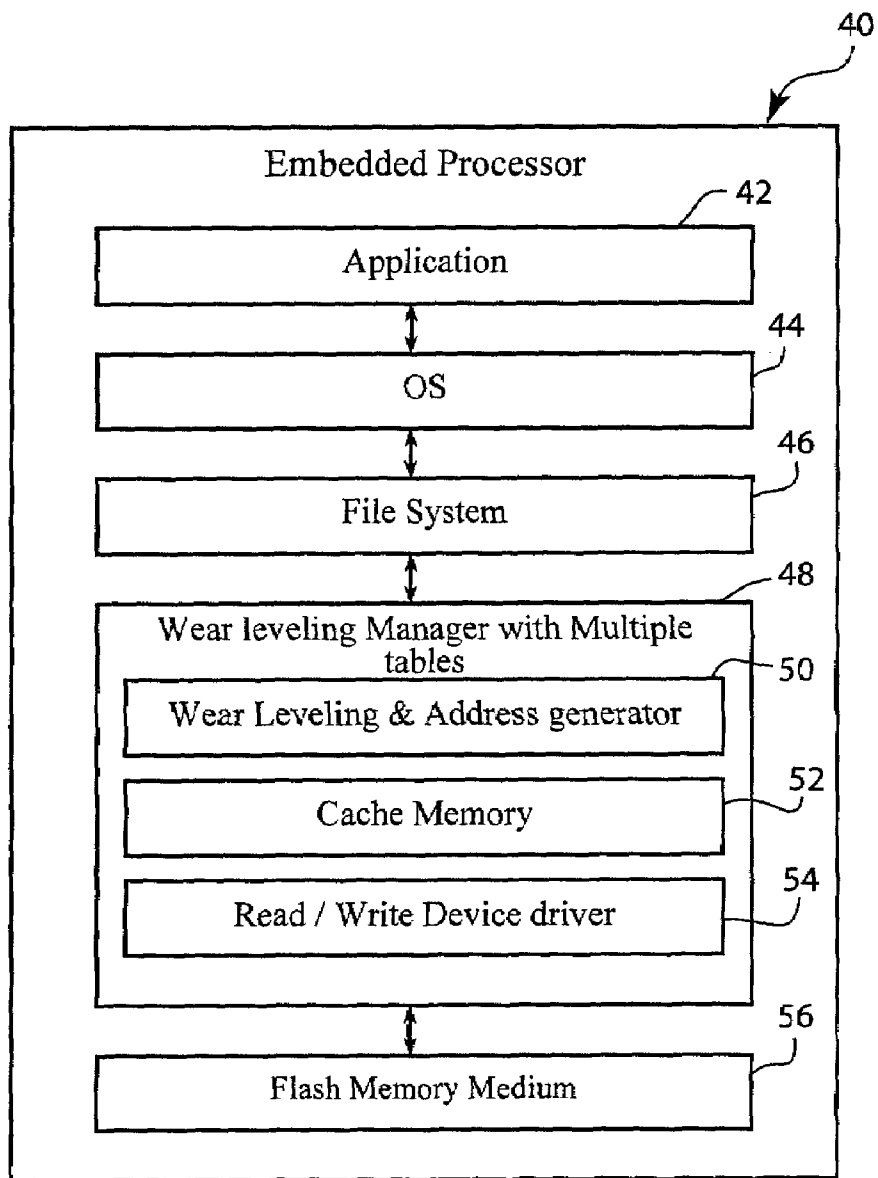 40
Embedded Processor
42
Application
44
OS
46
File System
48
Wear leveling Manager with Multiple
tables
50
Wear Leveling & Address generator
52
Cache Memory
54
Read / Write Device driver
56
Flash Memory Medium